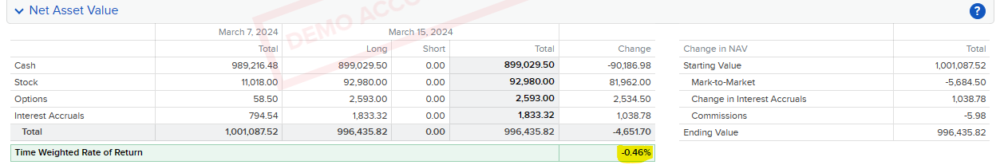 Net Asset Value
?
DEMO ACCOU
March 7, 2024 March 15, 2024
Total Long Short Total Change
Cash 989,216.48 899,029.50 0.00 899,029.50 -90,186.98
Stock 11,018.00 92,980.00 0.00 92,980.00 81,962.00
Options 58.50 2,593.00 0.00 2,593.00 2,534.50
Interest Accruals 794.54 1,833.32 0.00 1,833.32 1,038.78
Total 1,001,087.52 996,435.82 0.00 996,435.82 -4,651.70
Time Weighted Rate of Return -0.46%
Change in NAV Total
Starting Value 1,001,087.52
Mark-to-Market -5,684.50
Change in Interest Accruals 1,038.78
Commissions -5.98
Ending Value 996,435.82